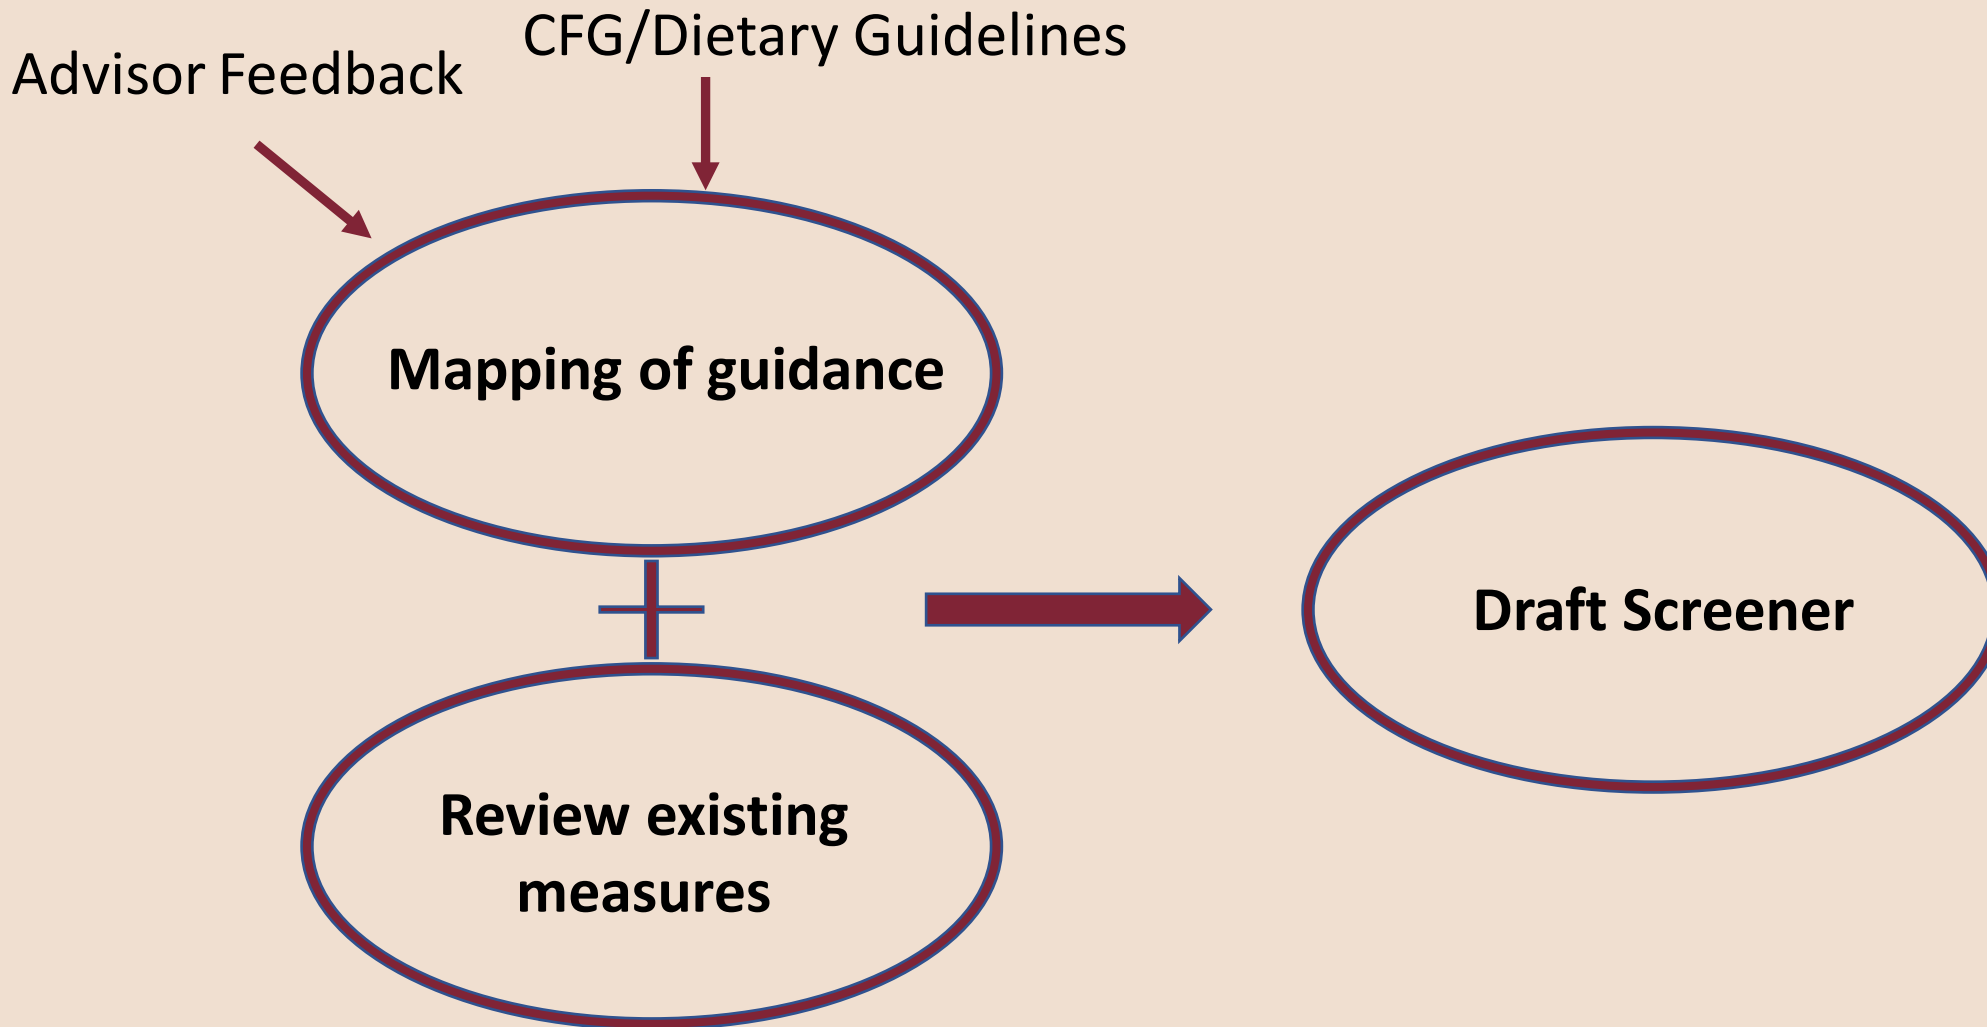 CFG/Dietary Guidelines
Advisor Feedback
Mapping of guidance
Draft Screener
Review existing
measures